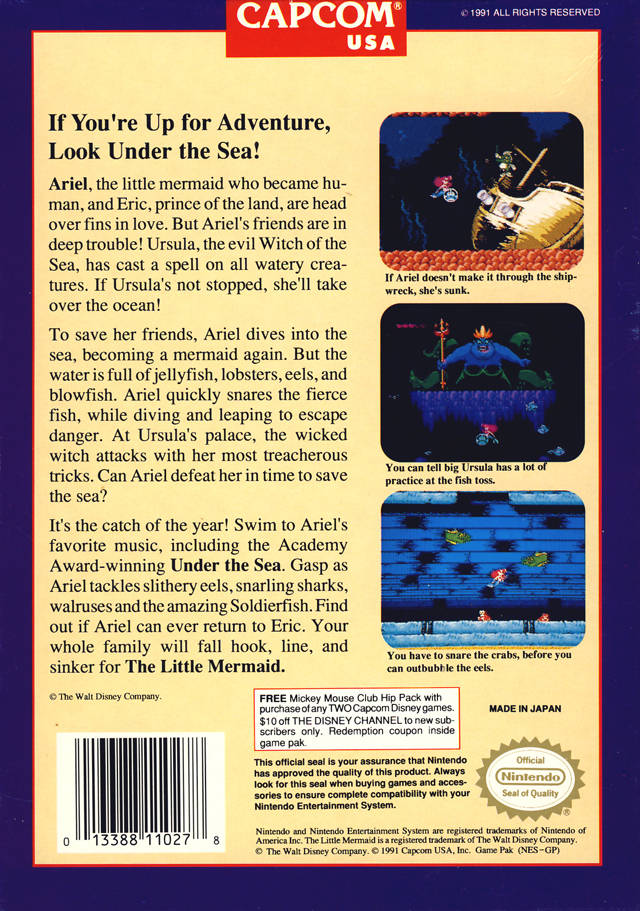 CAPCOM®
USA
© 1991 ALL RIGHTS RESERVED
If You're Up for Adventure,
Look Under the Sea!
Ariel, the little mermaid who became hu-
man, and Eric, prince of the land, are head
over fins in love. But Ariel's friends are in
deep trouble! Ursula, the evil Witch of the
Sea, has cast a spell on all watery crea-
tures. If Ursula's not stopped, she'll take
over the ocean!
To save her friends, Ariel dives into the
sea, becoming a mermaid again. But the
water is full of jellyfish, lobsters, eels, and
blowfish. Ariel quickly snares the fierce
fish, while diving and leaping to escape
danger. At Ursula's palace, the wicked
witch attacks with her most treacherous
tricks. Can Ariel defeat her in time to save
the sea?
It's the catch of the year! Swim to Ariel's
favorite music, including the Academy
Award-winning Under the Sea. Gasp as
Ariel tackles slithery eels, snarling sharks,
walruses and the amazing Soldierfish. Find
out if Ariel can ever return to Eric. Your
whole family will fall hook, line, and
sinker for The Little Mermaid.
If Ariel doesn't make it through the ship-
wreck, she's sunk.
You can tell big Ursula has a lot of
practice at the fish toss.
You have to snare the crabs, before you
can outbubble the eels.
© The Walt Disney Company.
FREE Mickey Mouse Club Hip Pack with
purchase of any TWO Capcom Disney games.
$10 off THE DISNEY CHANNEL to new sub-
scribers only. Redemption coupon inside
game pak.
MADE IN JAPAN
This official seal is your assurance that Nintendo
has approved the quality of this product. Always
look for this seal when buying games and acces-
sories to ensure complete compatibility with your
Nintendo Entertainment System.
Official
Nintendo
Seal of Quality
®
0 13388 11027 8
Nintendo and Nintendo Entertainment System are registered trademarks of Nintendo of
America Inc. The Little Mermaid is a registered trademark of The Walt Disney Company.
© The Walt Disney Company. © 1991 Capcom USA, Inc. Game Pak (NES-GP)